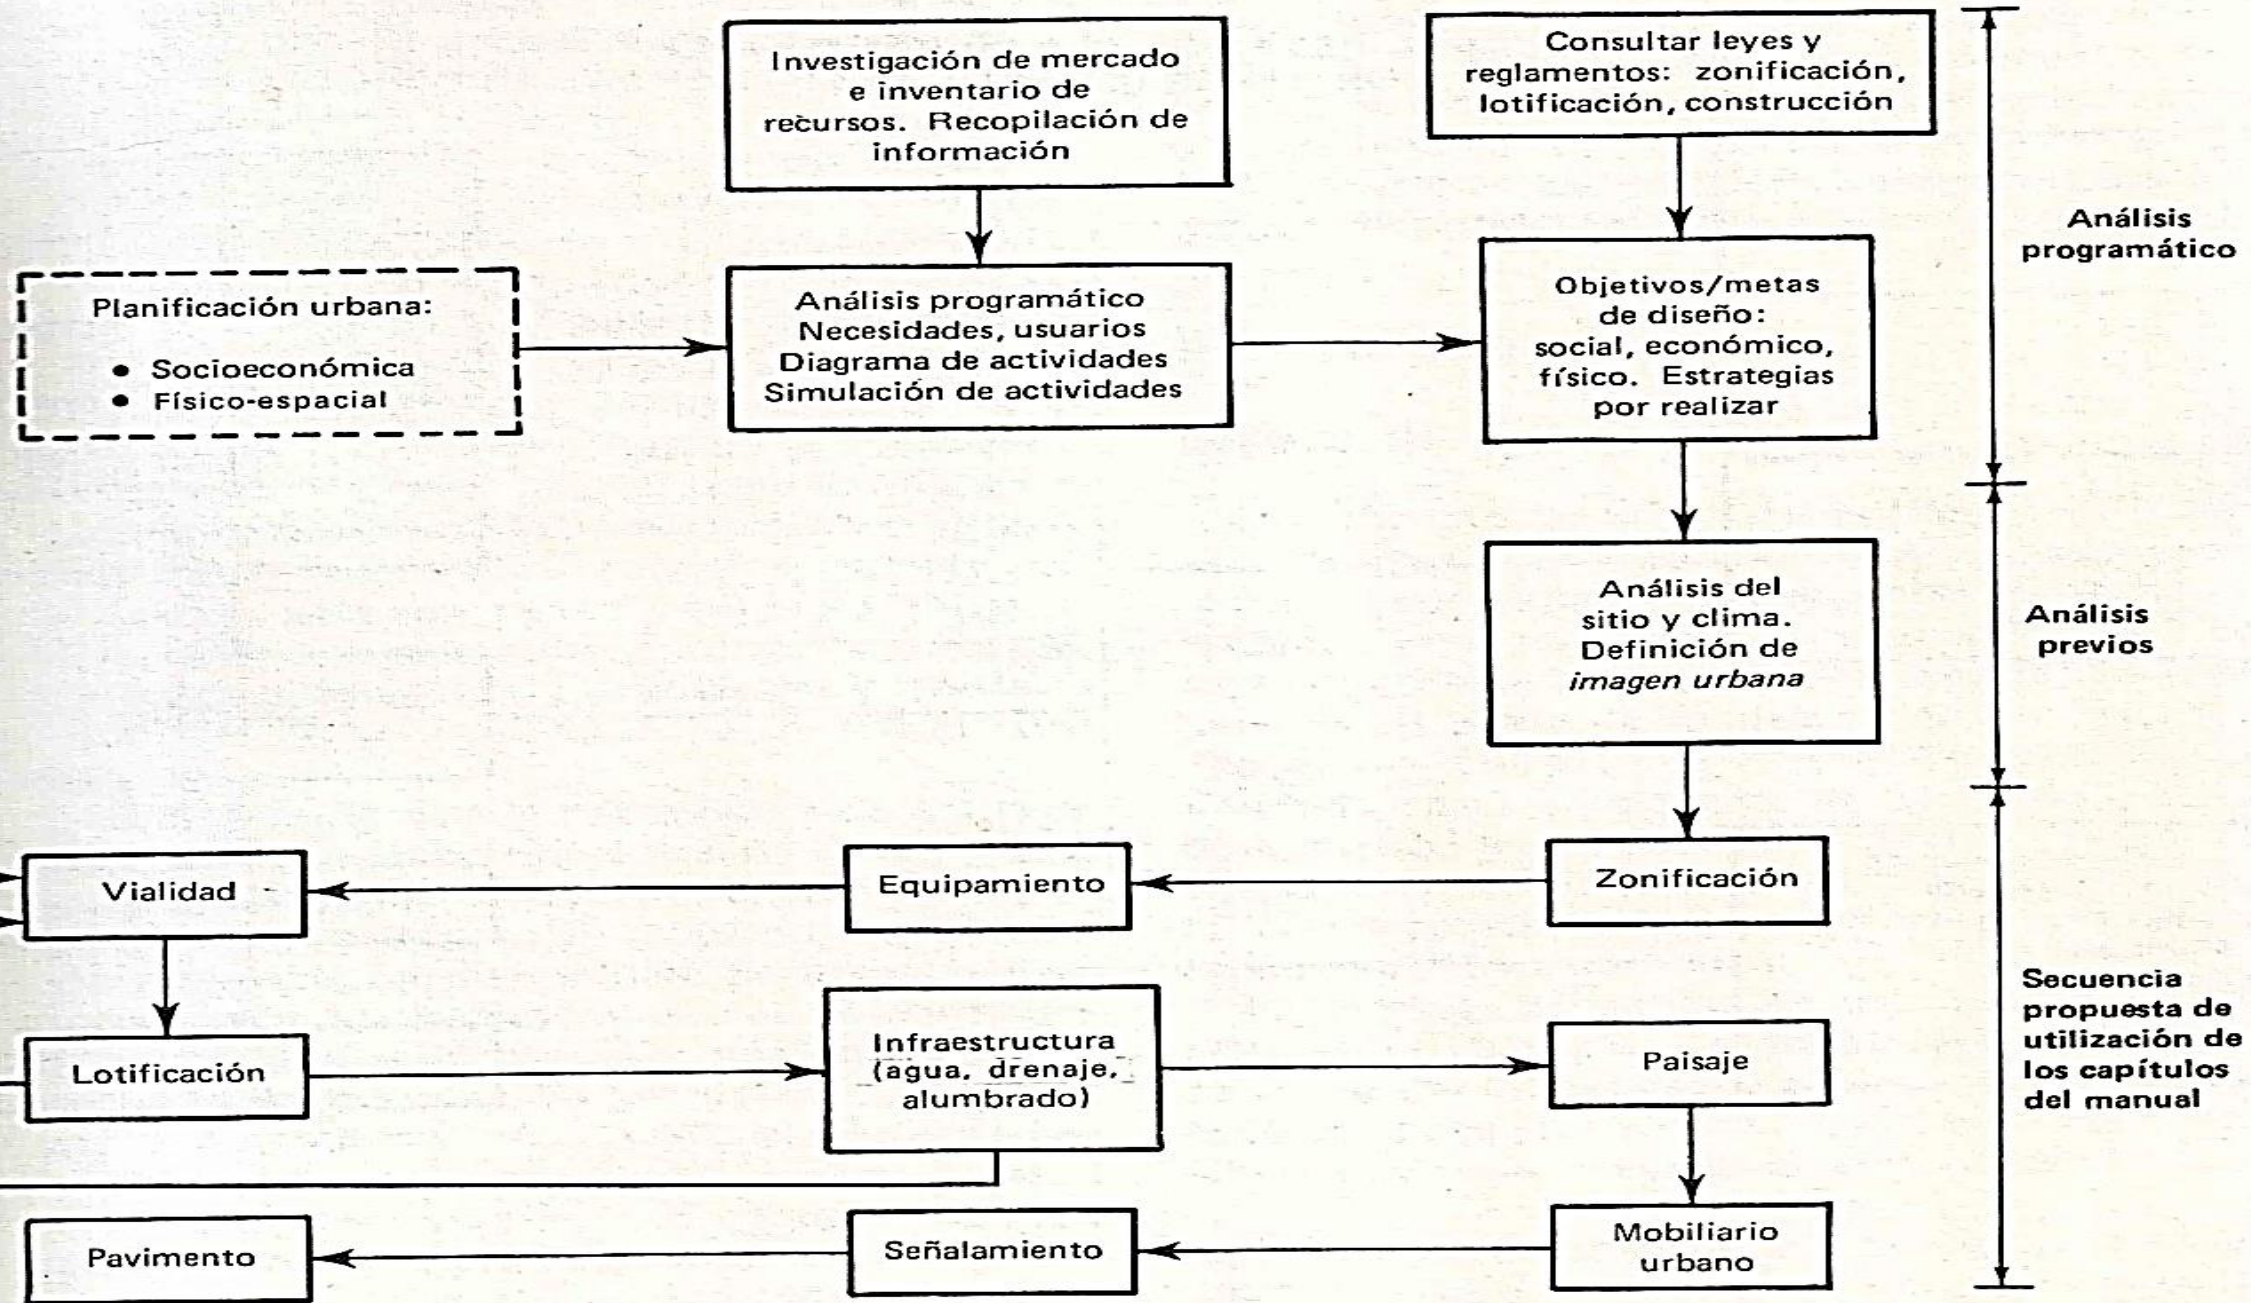 Investigación de mercado
e inventario de
recursos. Recopilación de
información
Consultar leyes y
reglamentos: zonificación,
lotificación, construcción
Análisis
programático
Planificación urbana:
• Socioeconómica
• Físico-espacial
Análisis programático
Necesidades, usuarios
Diagrama de actividades
Simulación de actividades
Objetivos/metas
de diseño:
social, económico,
físico. Estrategias
por realizar
Análisis del
sitio y clima.
Definición de
imagen urbana
Análisis
previos
Vialidad
Equipamiento
Zonificación
Lotificación
Infraestructura
(agua, drenaje,
alumbrado)
Paisaje
Secuencia
propuesta de
utilización de
los capítulos
del manual
Pavimento
Señalamiento
Mobiliario
urbano